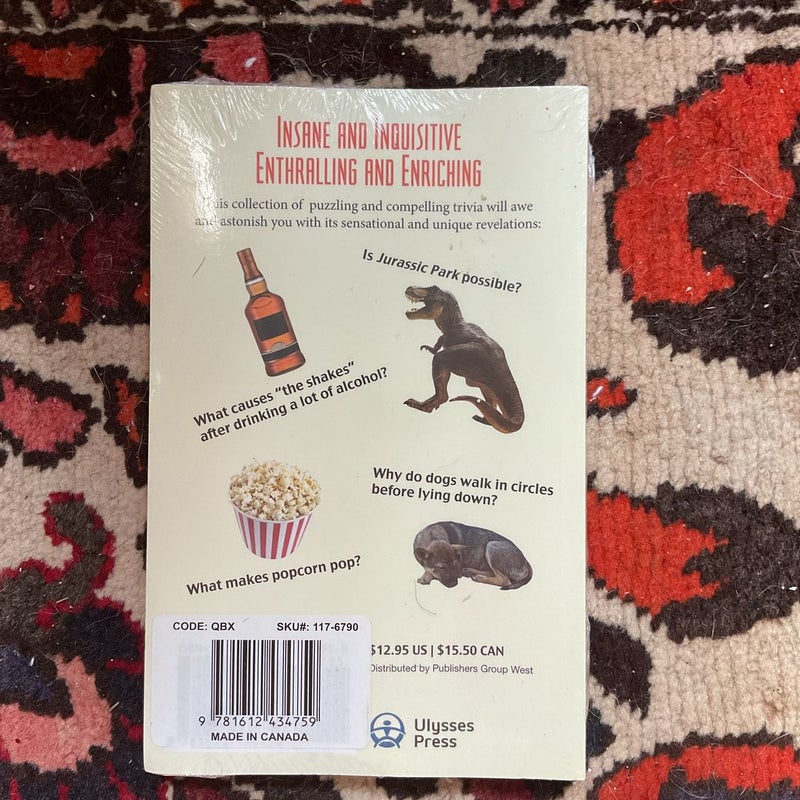 INSANE AND INQUISITIVE
ENTHRALLING AND ENRICHING
This collection of puzzling and compelling trivia will awe
and astonish you with its sensational and unique revelations:
Is Jurassic Park possible?
What causes "the shakes"
after drinking a lot of alcohol?
Why do dogs walk in circles
before lying down?
What makes popcorn pop?
CODE: QBX SKU#: 117-6790
9 781612 434759
MADE IN CANADA
$12.95 US | $15.50 CAN
Distributed by Publishers Group West
Ulysses
Press